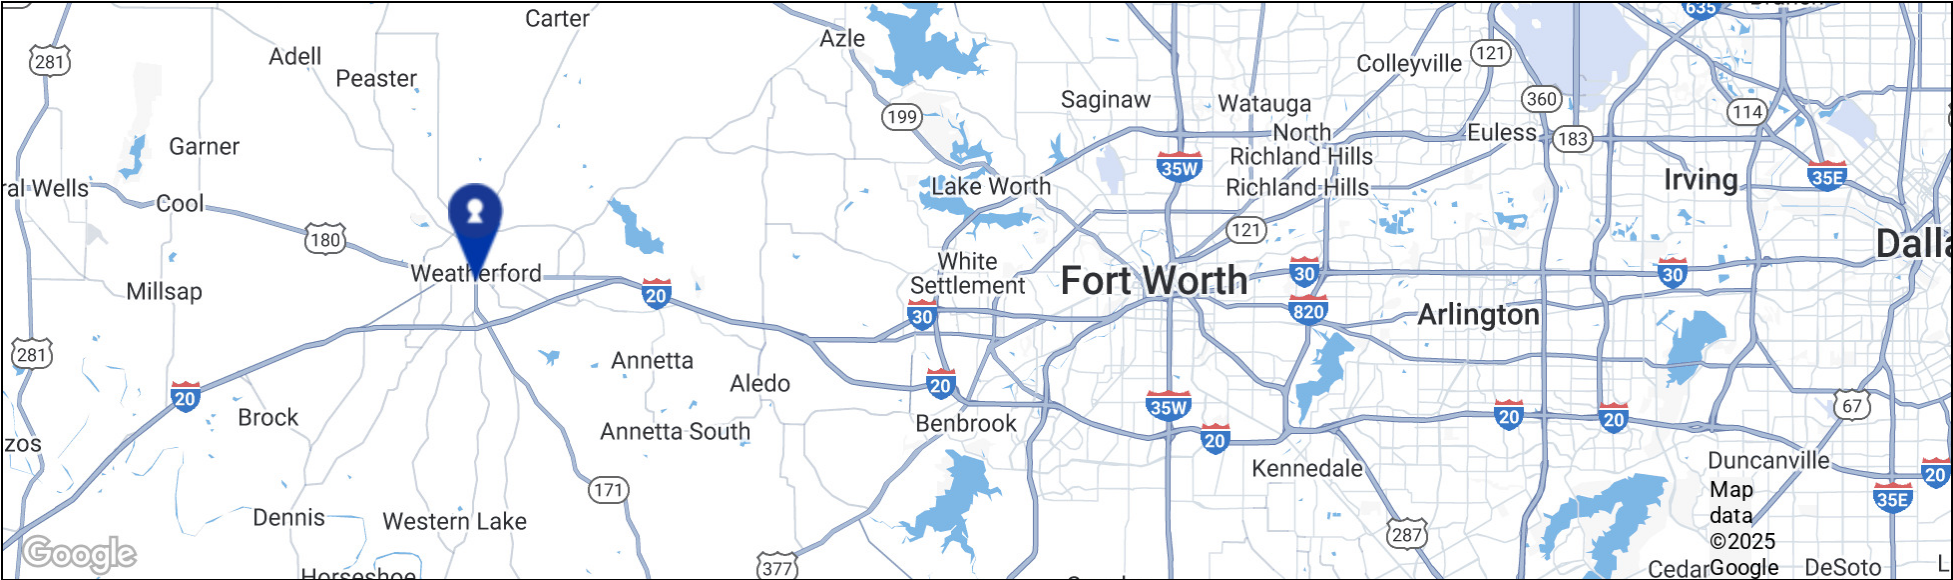 Carter
635
Azle
Adell
281
121
Colleyville
Peaster
Saginaw
360
Watauga
114
199
North
Euless
183
Richland Hills
Garner
35W
35E
Irving
Lake Worth
Richland Hills
ral Wells
Cool
121
180
Dalla
White
Settlement
Weatherford
Fort Worth
30
30
Millsap
20
30
820
Arlington
281
Annetta
Aledo
20
20
35W
67
Brock
Benbrook
20
20
Annetta South
20
zos
Kennedale
Duncanville
20
171
35E
Map
data
©2025
Google
Dennis
Western Lake
287
Google
377
Cedar
DeSoto
Horseshoe